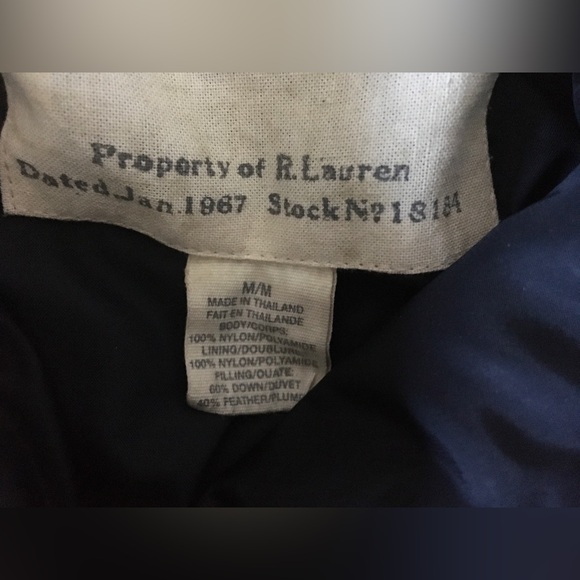 Property of R.Lauren
Dated Jan.1967 Stock Nº 18184
M/M
MADE IN THAILAND
FAIT EN THAILANDE
BODY/CORPS:
100% NYLON/POLYAMIDE
LINING/DOUBLURE
100% NYLON/POLYAMIDE
FILLING/OUATE:
60% DOWN/DUVET
40% FEATHER/PLUM